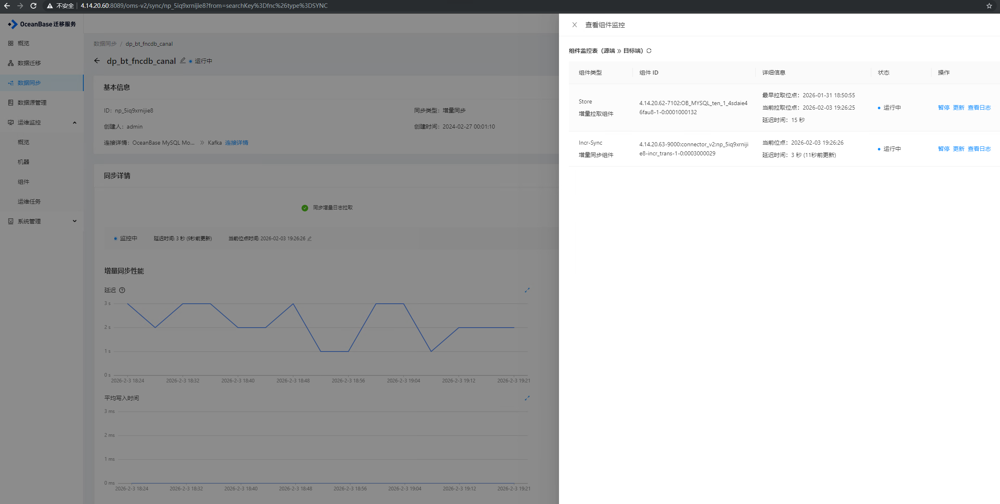 不安全 4.14.20.60:8089/oms-v2/sync/np_5iq9xrnijie8?from=searchKey%3Dfnc%26type%3DSYNC
OceanBase 迁移服务
概览
数据迁移
数据同步
数据源管理
运维监控
概览
机器
组件
运维任务
系统管理
数据同步 / dp_bt_fncdb_canal
dp_bt_fncdb_canal 运行中
基本信息
ID：np_5iq9xrnijie8 同步类型：增量同步
创建人：admin 创建时间：2024-02-27 00:01:10
连接详情：OceanBase MySQL Mo... Kafka 连接详情
同步详情
同步增量日志拉取
监控中 延迟时间: 3 秒 (9秒前更新) 当前位点时间: 2026-02-03 19:26:26
增量同步性能
延迟
3 s
2 s
1 s
0 s
2026-2-3 18:24 2026-2-3 18:32 2026-2-3 18:40 2026-2-3 18:48 2026-2-3 18:56 2026-2-3 19:04 2026-2-3 19:12 2026-2-3 19:21
平均写入时间
3 ms
2 ms
1 ms
0 ms
2026-2-3 18:24 2026-2-3 18:32 2026-2-3 18:40 2026-2-3 18:48 2026-2-3 18:56 2026-2-3 19:04 2026-2-3 19:12 2026-2-3 19:21
查看组件监控
组件监控表（源端 » 目标端）
组件类型 组件 ID 详细信息 状态 操作
Store
增量拉取组件
4.14.20.62-7102:OB_MYSQL_ten_1_4sdaie4
6fau8-1-0:0001000132
最早拉取位点：2026-01-31 18:50:55
当前拉取位点：2026-02-03 19:26:25
延迟时间：15 秒
运行中
暂停 更新 查看日志
Incr-Sync
增量同步组件
4.14.20.63-9000:connector_v2:np_5iq9xrniji
e8-incr_trans-1-0:0003000029
当前位点：2026-02-03 19:26:26
延迟时间：3 秒 (11秒前更新)
运行中
暂停 更新 查看日志